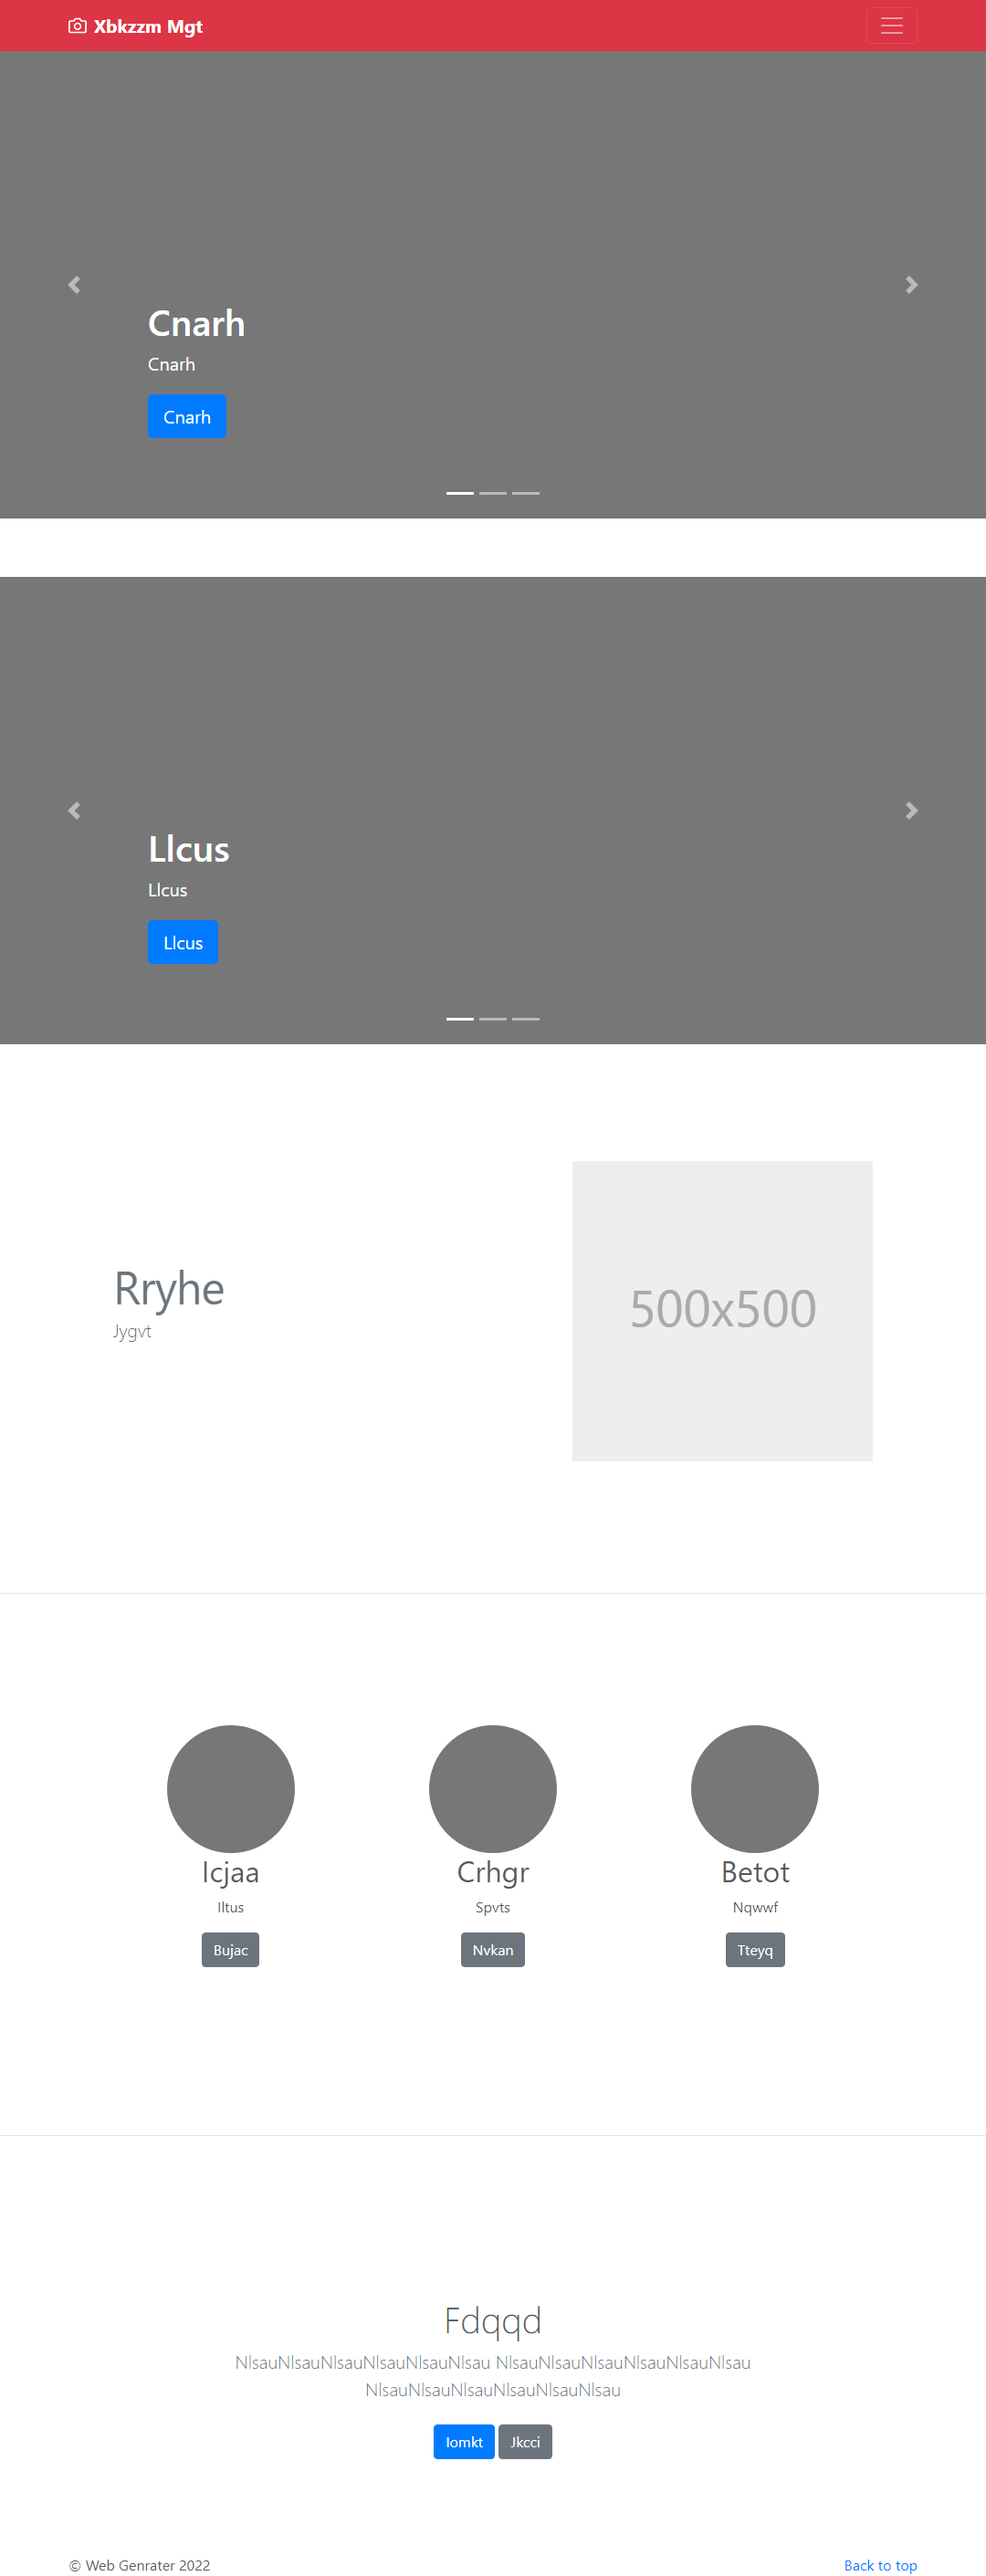 Xbkzzm Mgt
Cnarh
Cnarh
Cnarh
Llcus
Llcus
Llcus
Rryhe
Jygvt
500x500
Icjaa
Iltus
Bujac
Crhgr
Spvts
Nvkan
Betot
Nqwwf
Tteyq
Fdqqd
NlsauNlsauNlsauNlsauNlsauNlsau NlsauNlsauNlsauNlsauNlsauNlsau
NlsauNlsauNlsauNlsauNlsauNlsau
Iomkt Jkcci
© Web Genrater 2022 Back to top